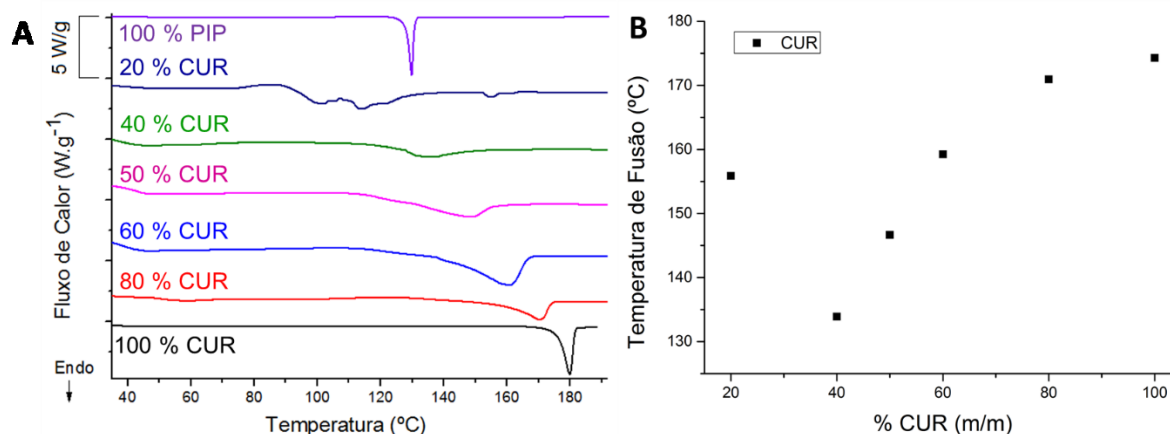 A
5 W/g
Fluxo de Calor (W.g⁻¹)
Endo
100 % PIP
20 % CUR
40 % CUR
50 % CUR
60 % CUR
80 % CUR
100 % CUR
40 60 80 100 120 140 160 180
Temperatura (ºC)
B
CUR
Temperatura de Fusão (ºC)
180
170
160
150
140
130
20 40 60 80 100
% CUR (m/m)